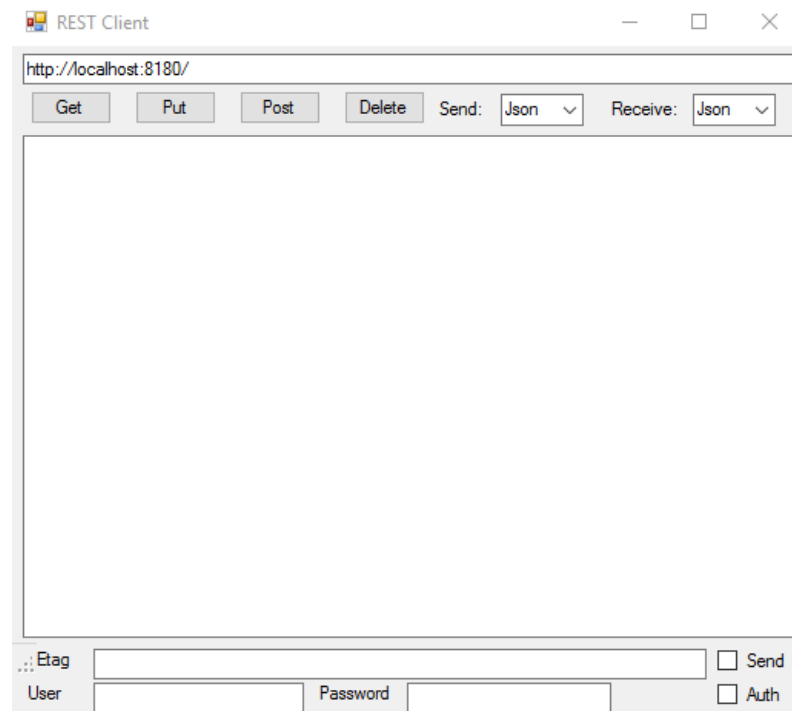 REST Client
http://localhost:8180/
Get Put Post Delete Send: Json Receive: Json
Etag Send
User Password Auth